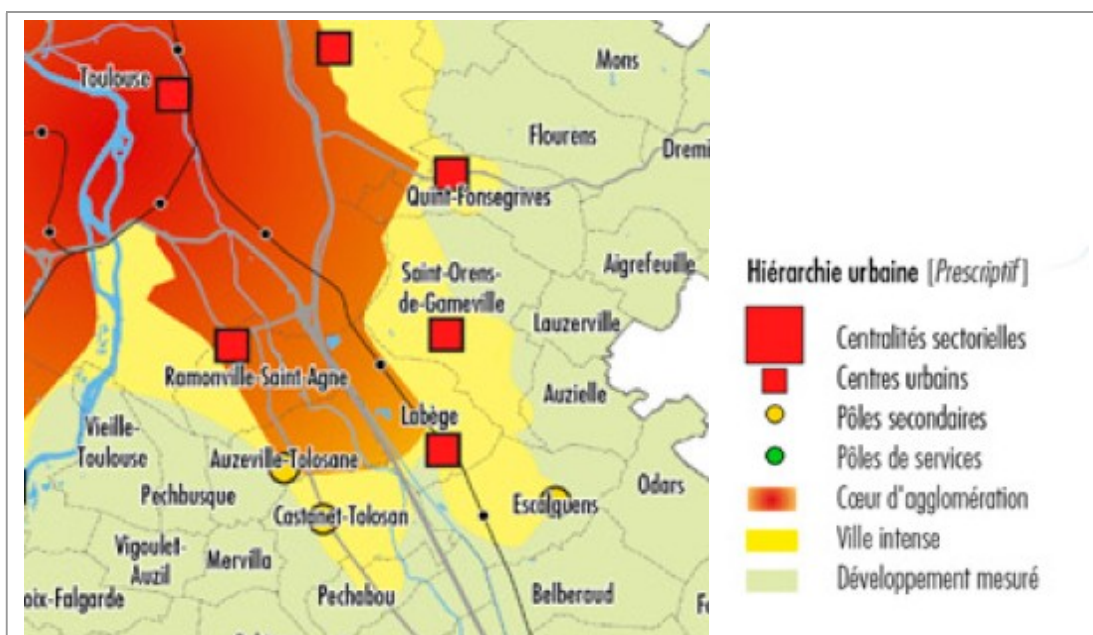 Mons
Toulouse
Flourens
Dremi
Quint-Fonsegrives
Aigrefeuille
Saint-Orens-
de-Gameville
Lauzerville
Ramonville-Saint-Agne
Auzielle
Labège
Vieille-
Toulouse
Auzeville-Tolosane
Pechbusque
Odars
Escalquens
Castanet-Tolosan
Vigoulet-
Auzil
Mervilla
Pechabou
Belberaud
oix-Falgarde
Hiérarchie urbaine [Prescriptif]
Centralités sectorielles
Centres urbains
Pôles secondaires
Pôles de services
Cœur d'agglomération
Ville intense
Développement mesuré